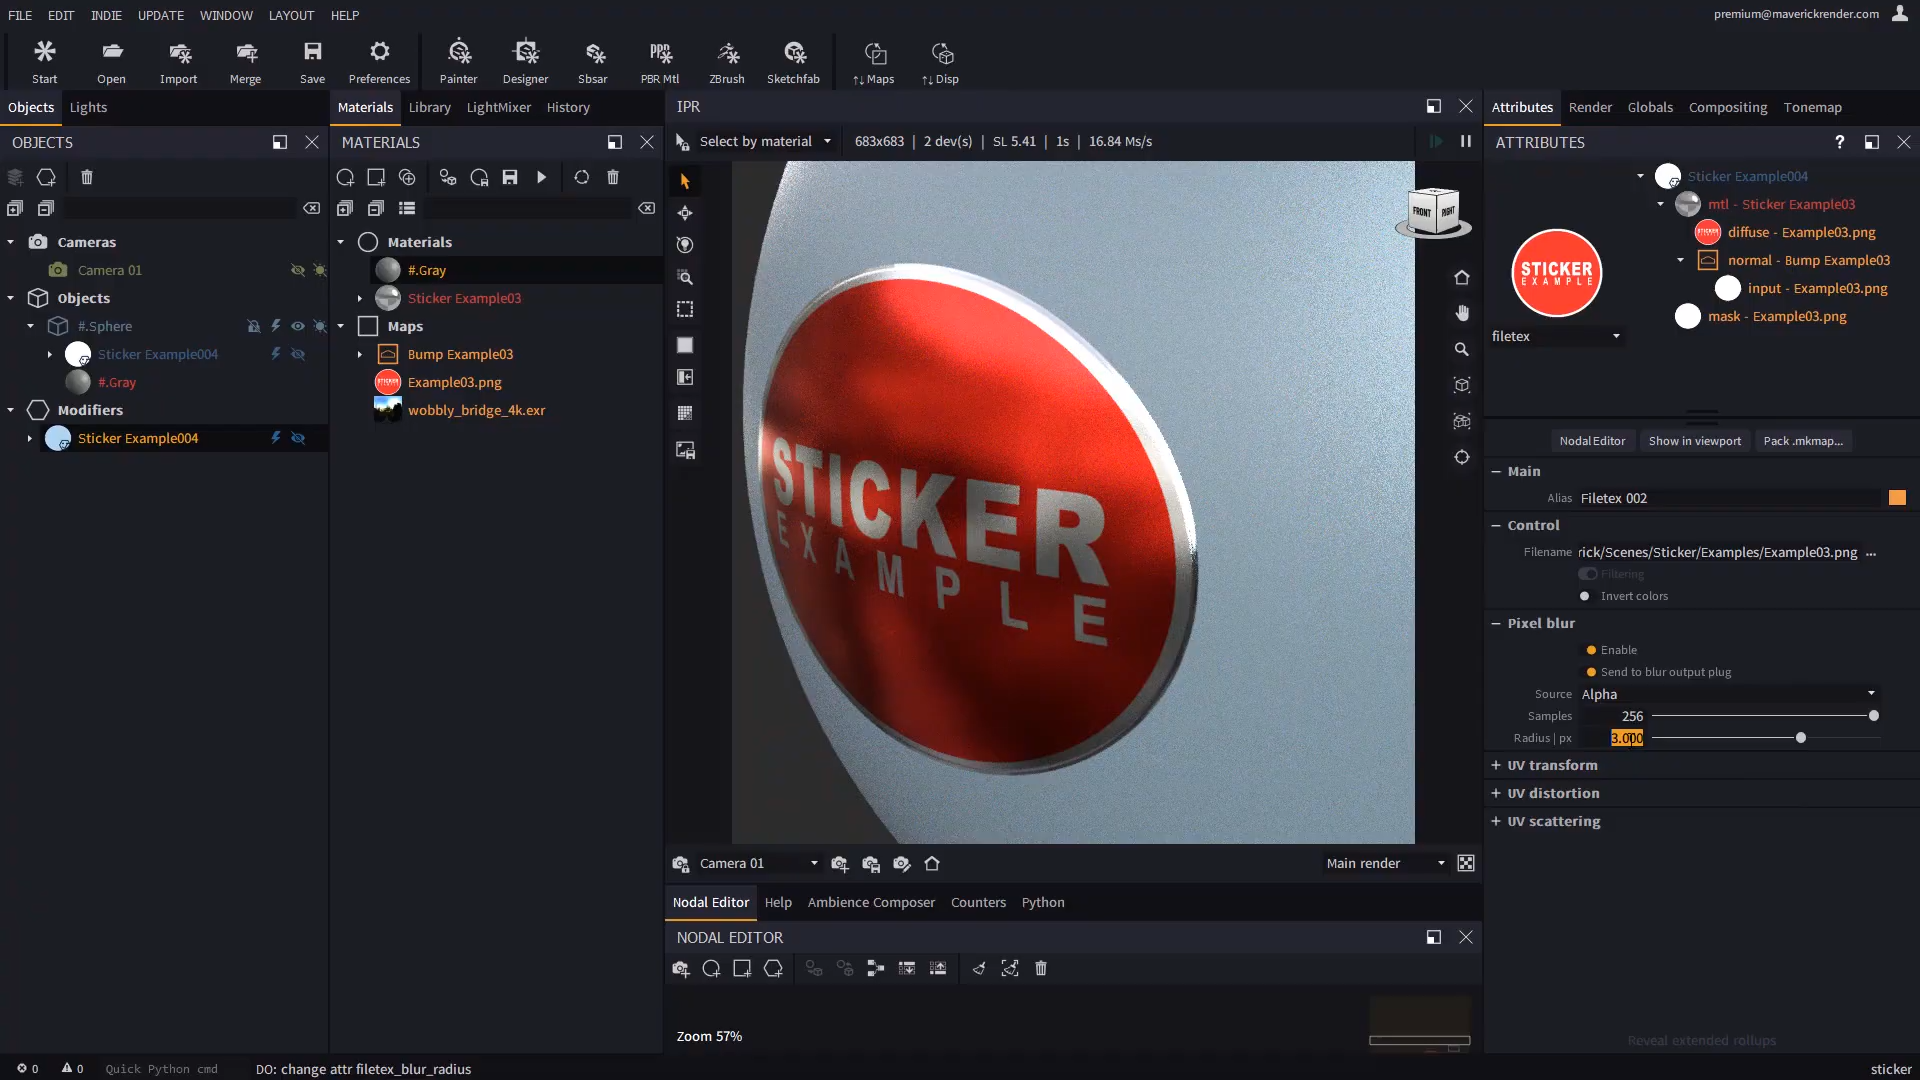 FILE EDIT INDIE UPDATE WINDOW LAYOUT HELP premium@maverickrender.com
Start Open Import Merge Save Preferences Painter Designer Sbsar PBR Mtl ZBrush Sketchfab ↑↓Maps ↑↓Disp
PPR
Objects Lights Materials Library LightMixer History IPR Attributes Render Globals Compositing Tonemap
OBJECTS MATERIALS Select by material 683x683 | 2 dev(s) | SL 5.41 | 1s | 16.84 Ms/s ATTRIBUTES ?
Sticker Example004
mtl - Sticker Example03
diffuse - Example03.png
normal - Bump Example03
input - Example03.png
mask - Example03.png
STICKER
EXAMPLE
filetex
Cameras
Camera 01
Objects
#.Sphere
Sticker Example004
#.Gray
Modifiers
Sticker Example004
Materials
#.Gray
Sticker Example03
Maps
Bump Example03
Example03.png
wobbly_bridge_4k.exr
FRONT RIGHT
STICKER
EXAMPLE
Nodal Editor Show in viewport Pack .mkmap...
− Main
Alias Filetex 002
− Control
Filename rick/Scenes/Sticker/Examples/Example03.png ...
Filtering
Invert colors
− Pixel blur
Enable
Send to blur output plug
Source Alpha
Samples 256
Radius | px 3.000
+ UV transform
+ UV distortion
+ UV scattering
Camera 01 Main render
Nodal Editor Help Ambience Composer Counters Python
NODAL EDITOR
Zoom 57%
Reveal extended rollups
0 0 Quick Python cmd DO: change attr filetex_blur_radius sticker